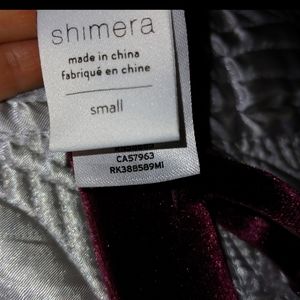 shimera
made in china
fabriqué en chine
small
CA57963
RK388589MI